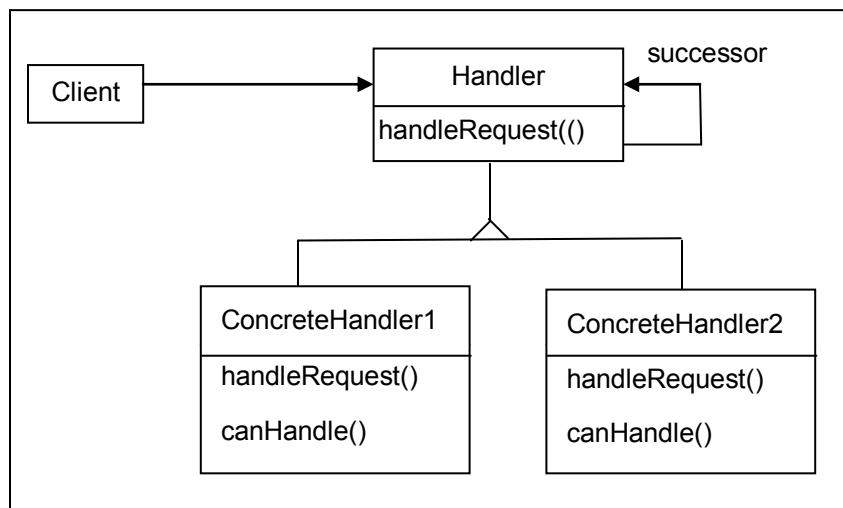 successor
Handler
Client
handleRequest(()
ConcreteHandler1
handleRequest()
canHandle()
ConcreteHandler2
handleRequest()
canHandle()